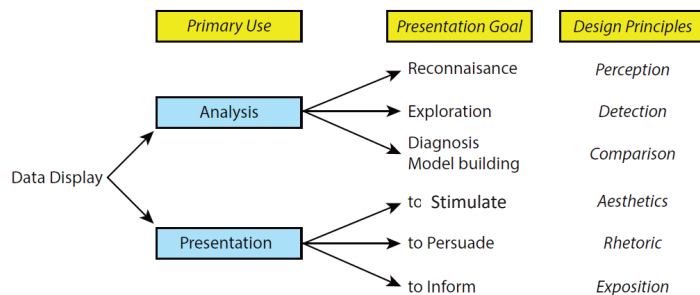 Primary Use Presentation Goal Design Principles
Reconnaisance Perception
Analysis Exploration Detection
Diagnosis
Model building Comparison
Data Display
to Stimulate Aesthetics
Presentation to Persuade Rhetoric
to Inform Exposition